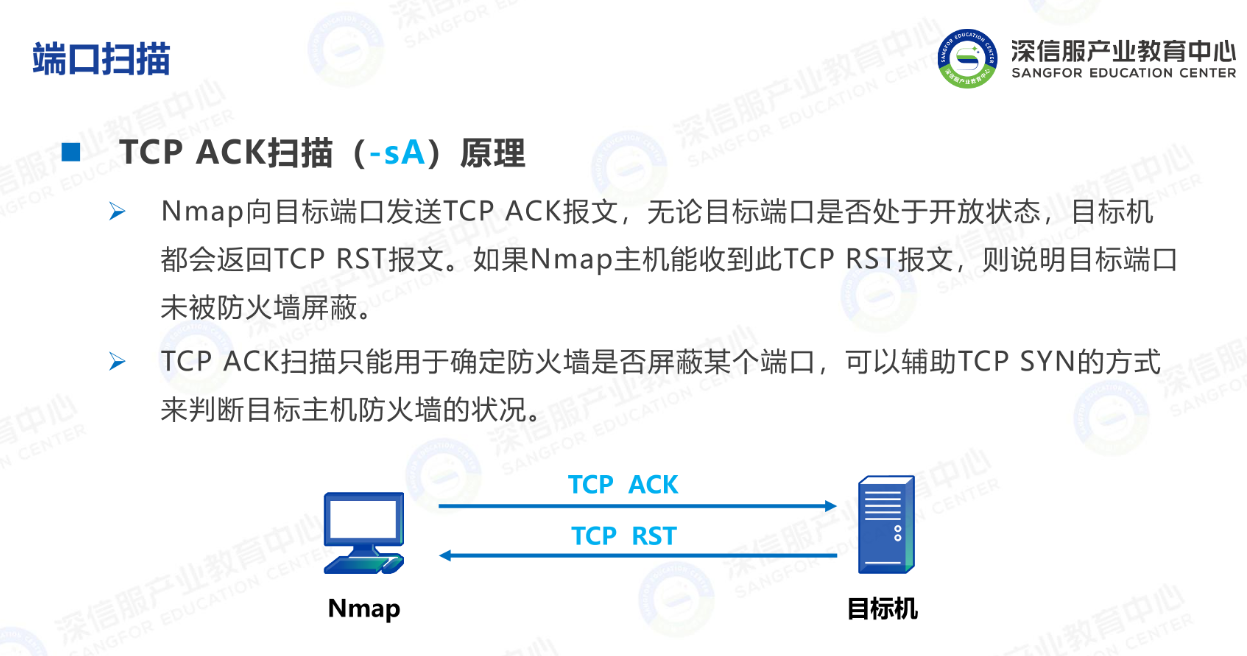 端口扫描
深信服产业教育中心
SANGFOR EDUCATION CENTER
TCP ACK扫描（-sA）原理
Nmap向目标端口发送TCP ACK报文，无论目标端口是否处于开放状态，目标机
都会返回TCP RST报文。如果Nmap主机能收到此TCP RST报文，则说明目标端口
未被防火墙屏蔽。
TCP ACK扫描只能用于确定防火墙是否屏蔽某个端口，可以辅助TCP SYN的方式
来判断目标主机防火墙的状况。
TCP ACK
TCP RST
Nmap
目标机